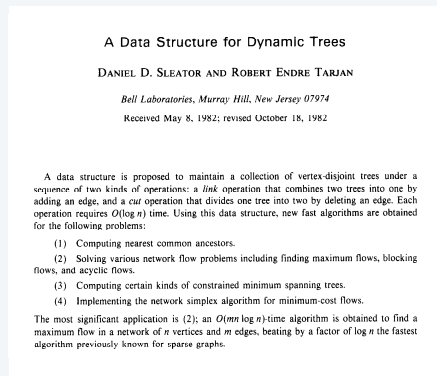 A Data Structure for Dynamic Trees
DANIEL D. SLEATOR AND ROBERT ENDRE TARJAN
Bell Laboratories, Murray Hill, New Jersey 07974
Received May 8, 1982; revised October 18, 1982
A data structure is proposed to maintain a collection of vertex-disjoint trees under a
sequence of two kinds of operations: a link operation that combines two trees into one by
adding an edge, and a cut operation that divides one tree into two by deleting an edge. Each
operation requires O(log n) time. Using this data structure, new fast algorithms are obtained
for the following problems:
(1) Computing nearest common ancestors.
(2) Solving various network flow problems including finding maximum flows, blocking
flows, and acyclic flows.
(3) Computing certain kinds of constrained minimum spanning trees.
(4) Implementing the network simplex algorithm for minimum-cost flows.
The most significant application is (2); an O(mn log n)-time algorithm is obtained to find a
maximum flow in a network of n vertices and m edges, beating by a factor of log n the fastest
algorithm previously known for sparse graphs.